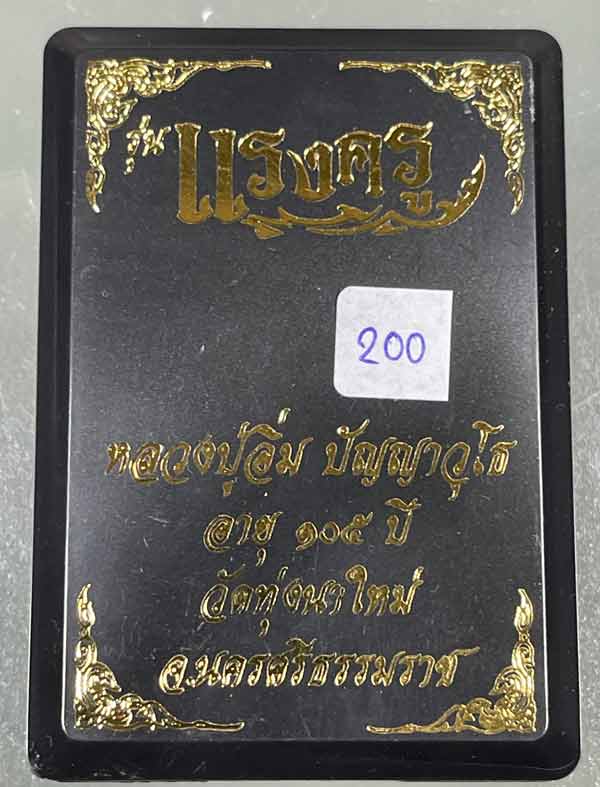 รุ่น แรงครู
200
หลวงปู่อิ่ม ปัญญาวุโธ
อายุ ๑๐๕ ปี
วัดทุ่งนาใหม่
จ.นครศรีธรรมราช